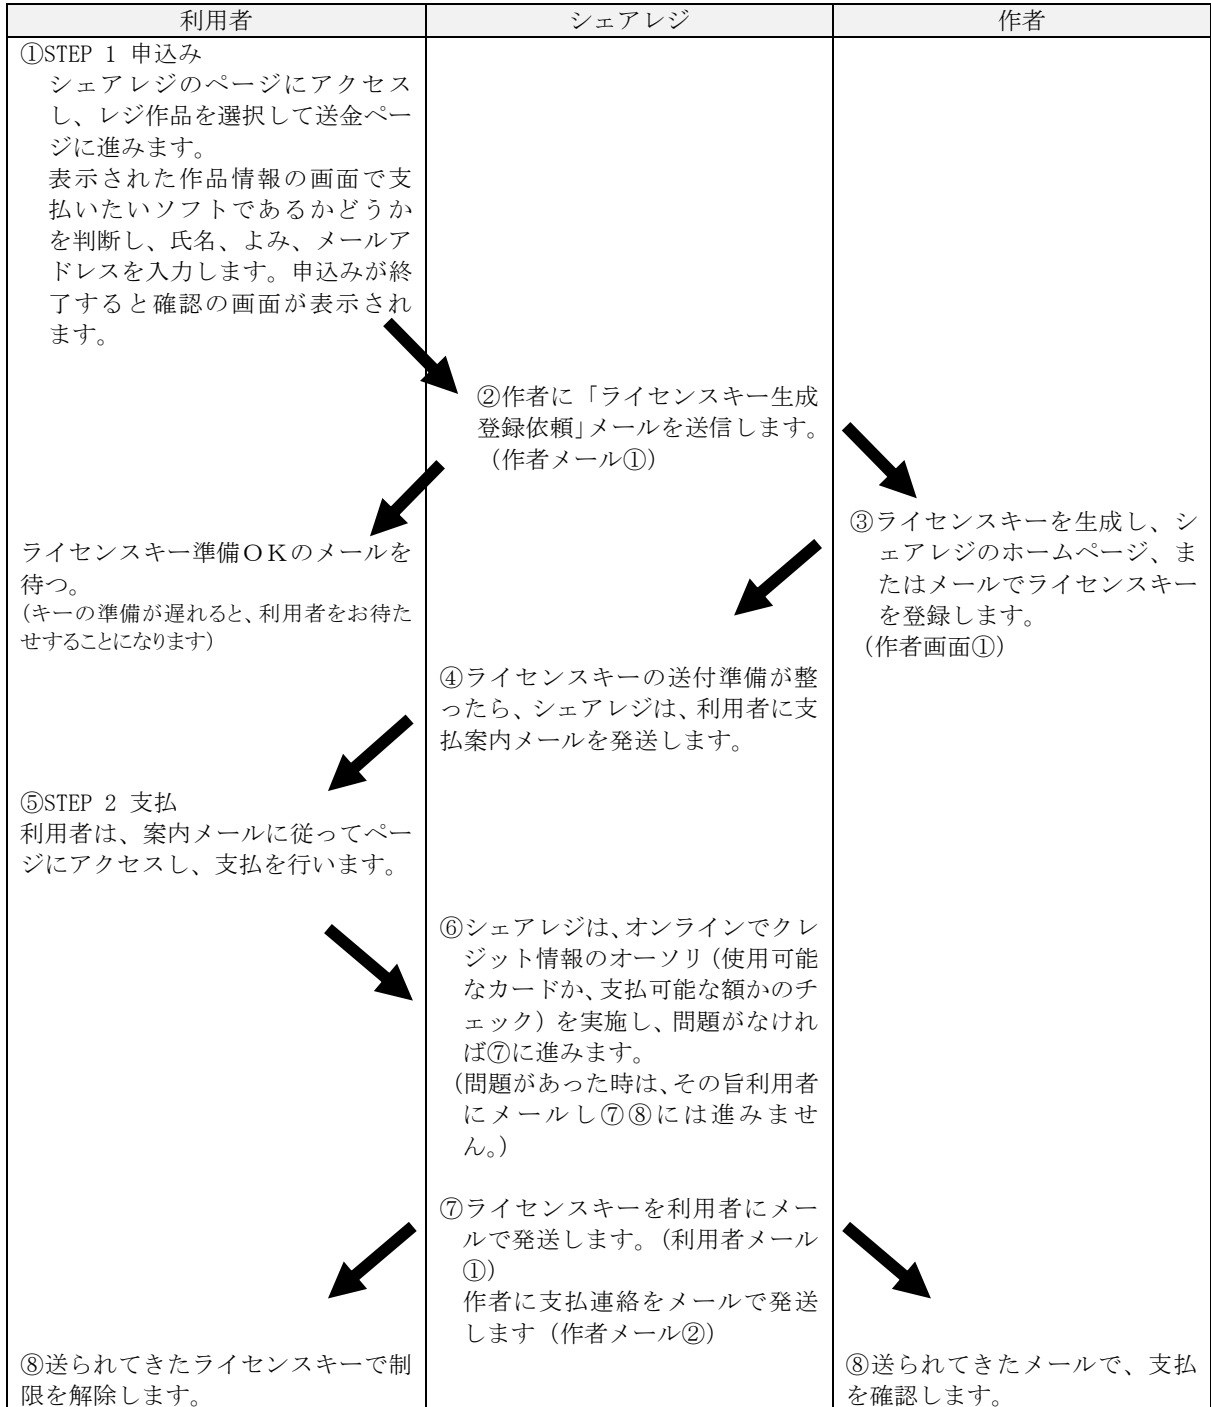 利用者
シェアレジ
作者
①STEP 1 申込み
シェアレジのページにアクセス
し、レジ作品を選択して送金ペー
ジに進みます。
表示された作品情報の画面で支
払いたいソフトであるかどうか
を判断し、氏名、よみ、メールア
ドレスを入力します。申込みが終
了すると確認の画面が表示され
ます。
②作者に「ライセンスキー生成
登録依頼」メールを送信します。
（作者メール①）
③ライセンスキーを生成し、シ
ェアレジのホームページ、ま
たはメールでライセンスキー
を登録します。
（作者画面①）
ライセンスキー準備ＯＫのメールを
待つ。
（キーの準備が遅れると、利用者をお待た
せすることになります）
④ライセンスキーの送付準備が整
ったら、シェアレジは、利用者に支
払案内メールを発送します。
⑤STEP 2 支払
利用者は、案内メールに従ってペー
ジにアクセスし、支払を行います。
⑥シェアレジは、オンラインでクレ
ジット情報のオーソリ（使用可能
なカードか、支払可能な額かのチ
ェック）を実施し、問題がなけれ
ば⑦に進みます。
（問題があった時は、その旨利用者
にメールし⑦⑧には進みませ
ん。）
⑦ライセンスキーを利用者にメー
ルで発送します。（利用者メール
①）
作者に支払連絡をメールで発送
します（作者メール②）
⑧送られてきたライセンスキーで制
限を解除します。
⑧送られてきたメールで、支払
を確認します。